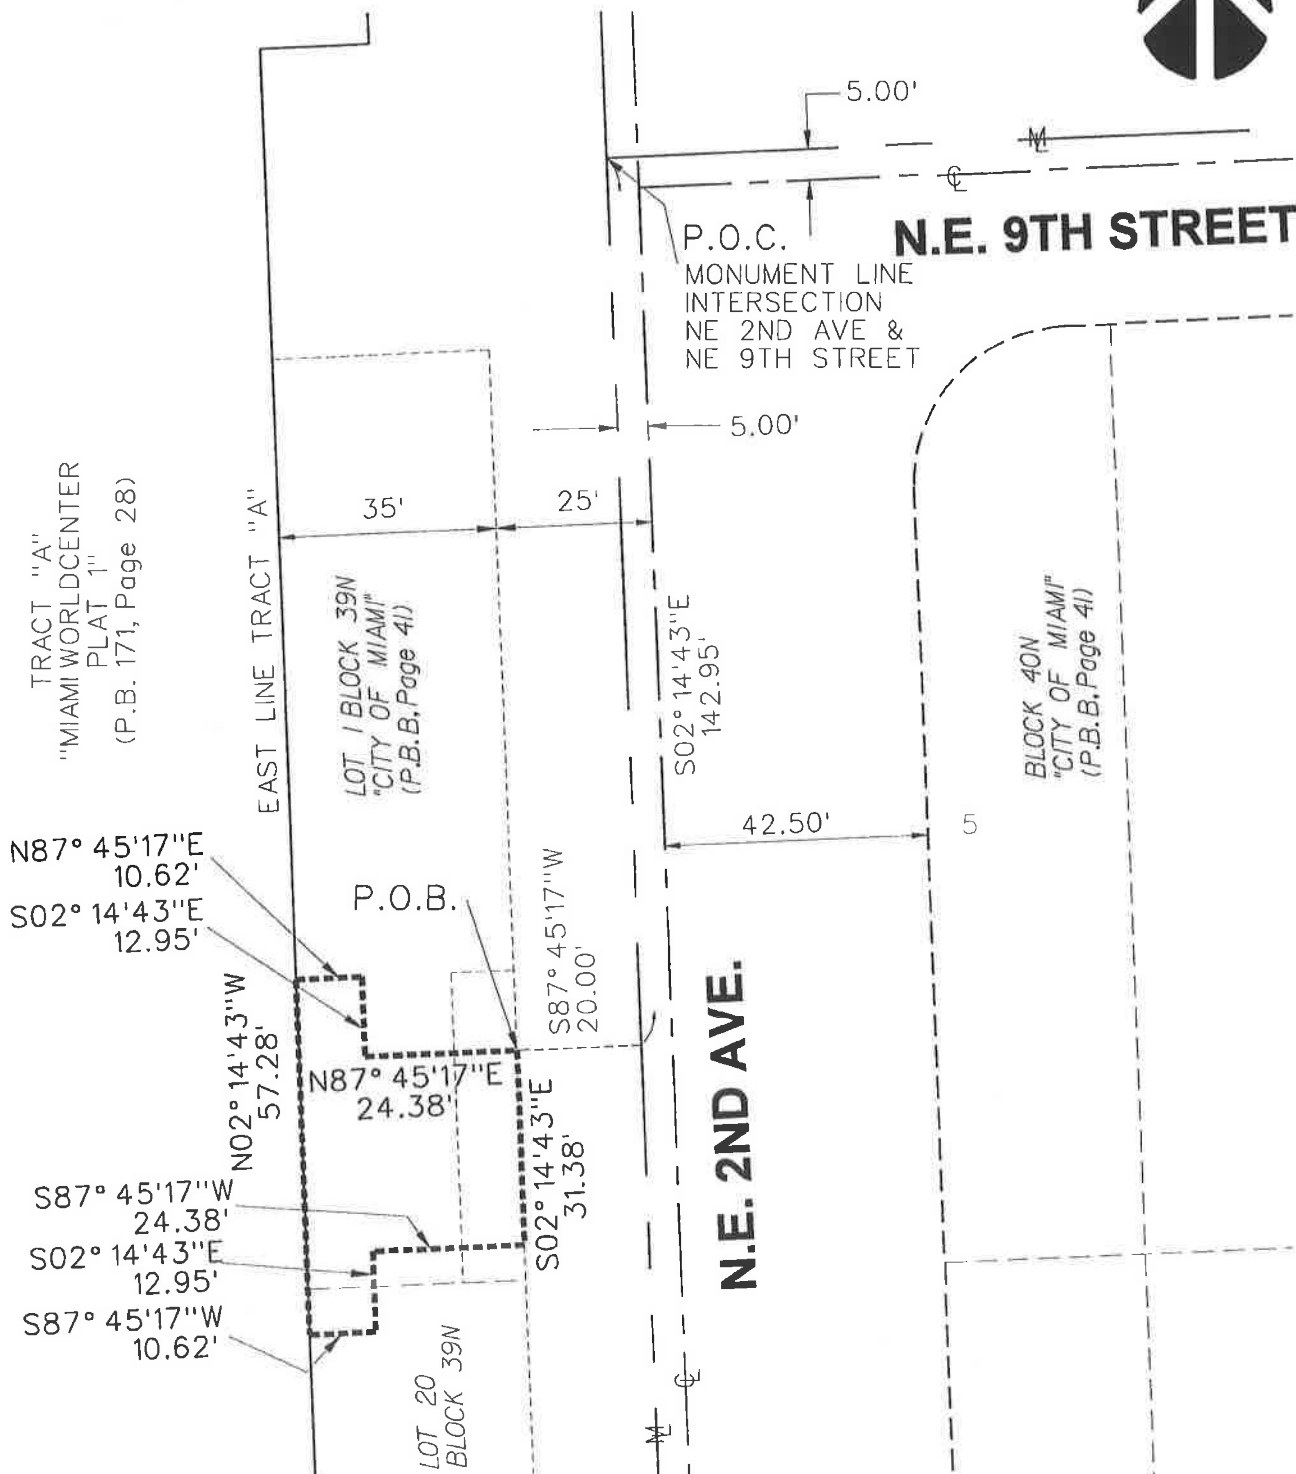 5.00'
M
L
C
L
N.E. 9TH STREET
P.O.C.
MONUMENT LINE
INTERSECTION
NE 2ND AVE &
NE 9TH STREET
5.00'
35'
25'
TRACT "A"
"MIAMI WORLDCENTER
PLAT 1"
(P.B. 171, Page 28)
EAST LINE TRACT "A"
LOT 1 BLOCK 39N
"CITY OF MIAMI"
(P.B.B, Page 41)
S02° 14'43"E
142.95'
BLOCK 40N
"CITY OF MIAMI"
(P.B.B, Page 41)
42.50'
5
N87° 45'17"E
10.62'
S02° 14'43"E
12.95'
P.O.B.
S87° 45'17"W
20.00'
N02° 14'43"W
57.28'
N87° 45'17"E
24.38'
S02° 14'43"E
31.38'
N.E. 2ND AVE.
S87° 45'17"W
24.38'
S02° 14'43"E
12.95'
S87° 45'17"W
10.62'
LOT 20
BLOCK 39N
C
L
M
L